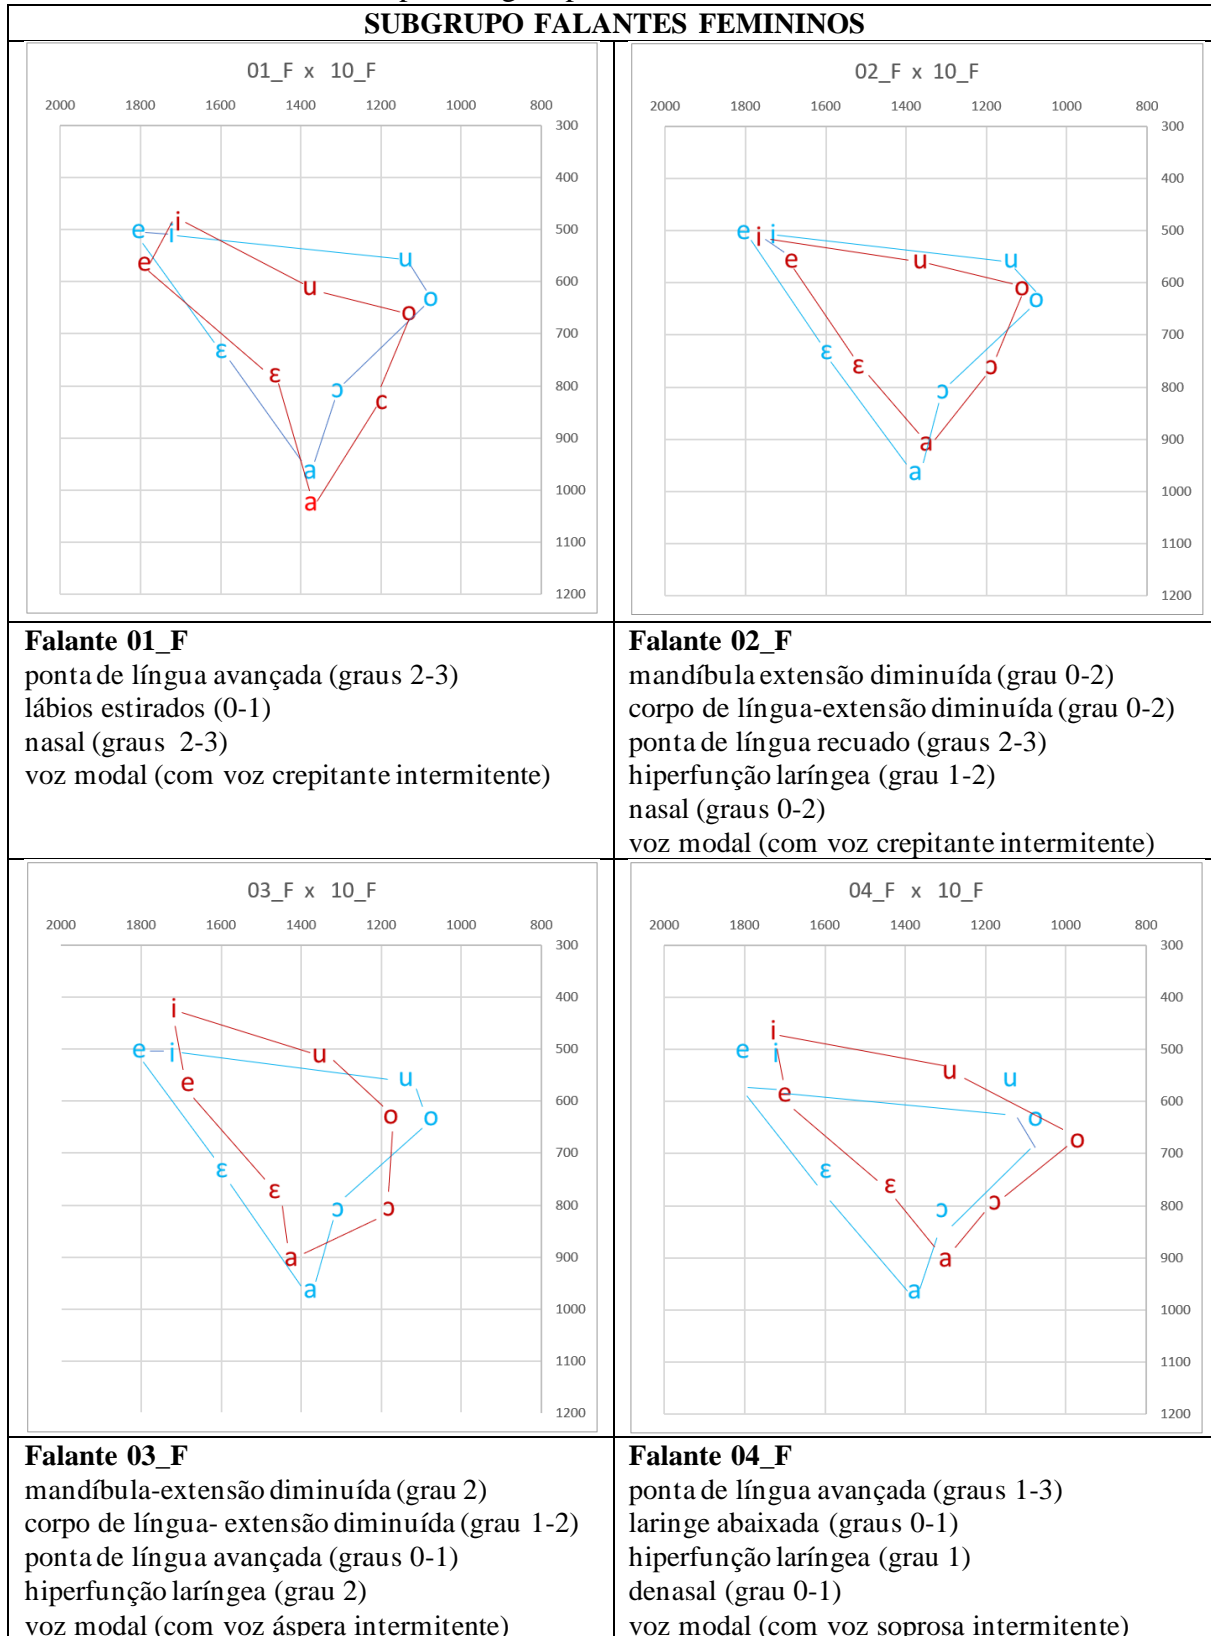 SUBGRUPO FALANTES FEMININOS
01_F x 10_F
2000 1800 1600 1400 1200 1000 800
300
400
500
600
700
800
900
1000
1100
1200
e i i
e
u
u
o
o
ɛ
ɛ
ɔ
ɔ
a
a
02_F x 10_F
2000 1800 1600 1400 1200 1000 800
300
400
500
600
700
800
900
1000
1100
1200
e i i
e
u
u
o
o
ɛ
ɛ
ɔ
ɔ
a
a
Falante 01_F
ponta de língua avançada (graus 2-3)
lábios estirados (0-1)
nasal (graus 2-3)
voz modal (com voz crepitante intermitente)
Falante 02_F
mandíbula extensão diminuída (grau 0-2)
corpo de língua-extensão diminuída (grau 0-2)
ponta de língua recuado (graus 2-3)
hiperfunção laríngea (grau 1-2)
nasal (graus 0-2)
voz modal (com voz crepitante intermitente)
03_F x 10_F
2000 1800 1600 1400 1200 1000 800
300
400
500
600
700
800
900
1000
1100
1200
i
e i
u
e
u
o
o
ɛ
ɛ
ɔ
ɔ
a
a
04_F x 10_F
2000 1800 1600 1400 1200 1000 800
300
400
500
600
700
800
900
1000
1100
1200
i
e i
u
u
e
o
o
ɛ
ɛ
ɔ
ɔ
a
a
Falante 03_F
mandíbula-extensão diminuída (grau 2)
corpo de língua- extensão diminuída (grau 1-2)
ponta de língua avançada (graus 0-1)
hiperfunção laríngea (grau 2)
voz modal (com voz áspera intermitente)
Falante 04_F
ponta de língua avançada (graus 1-3)
laringe abaixada (graus 0-1)
hiperfunção laríngea (grau 1)
denasal (grau 0-1)
voz modal (com voz soprosa intermitente)